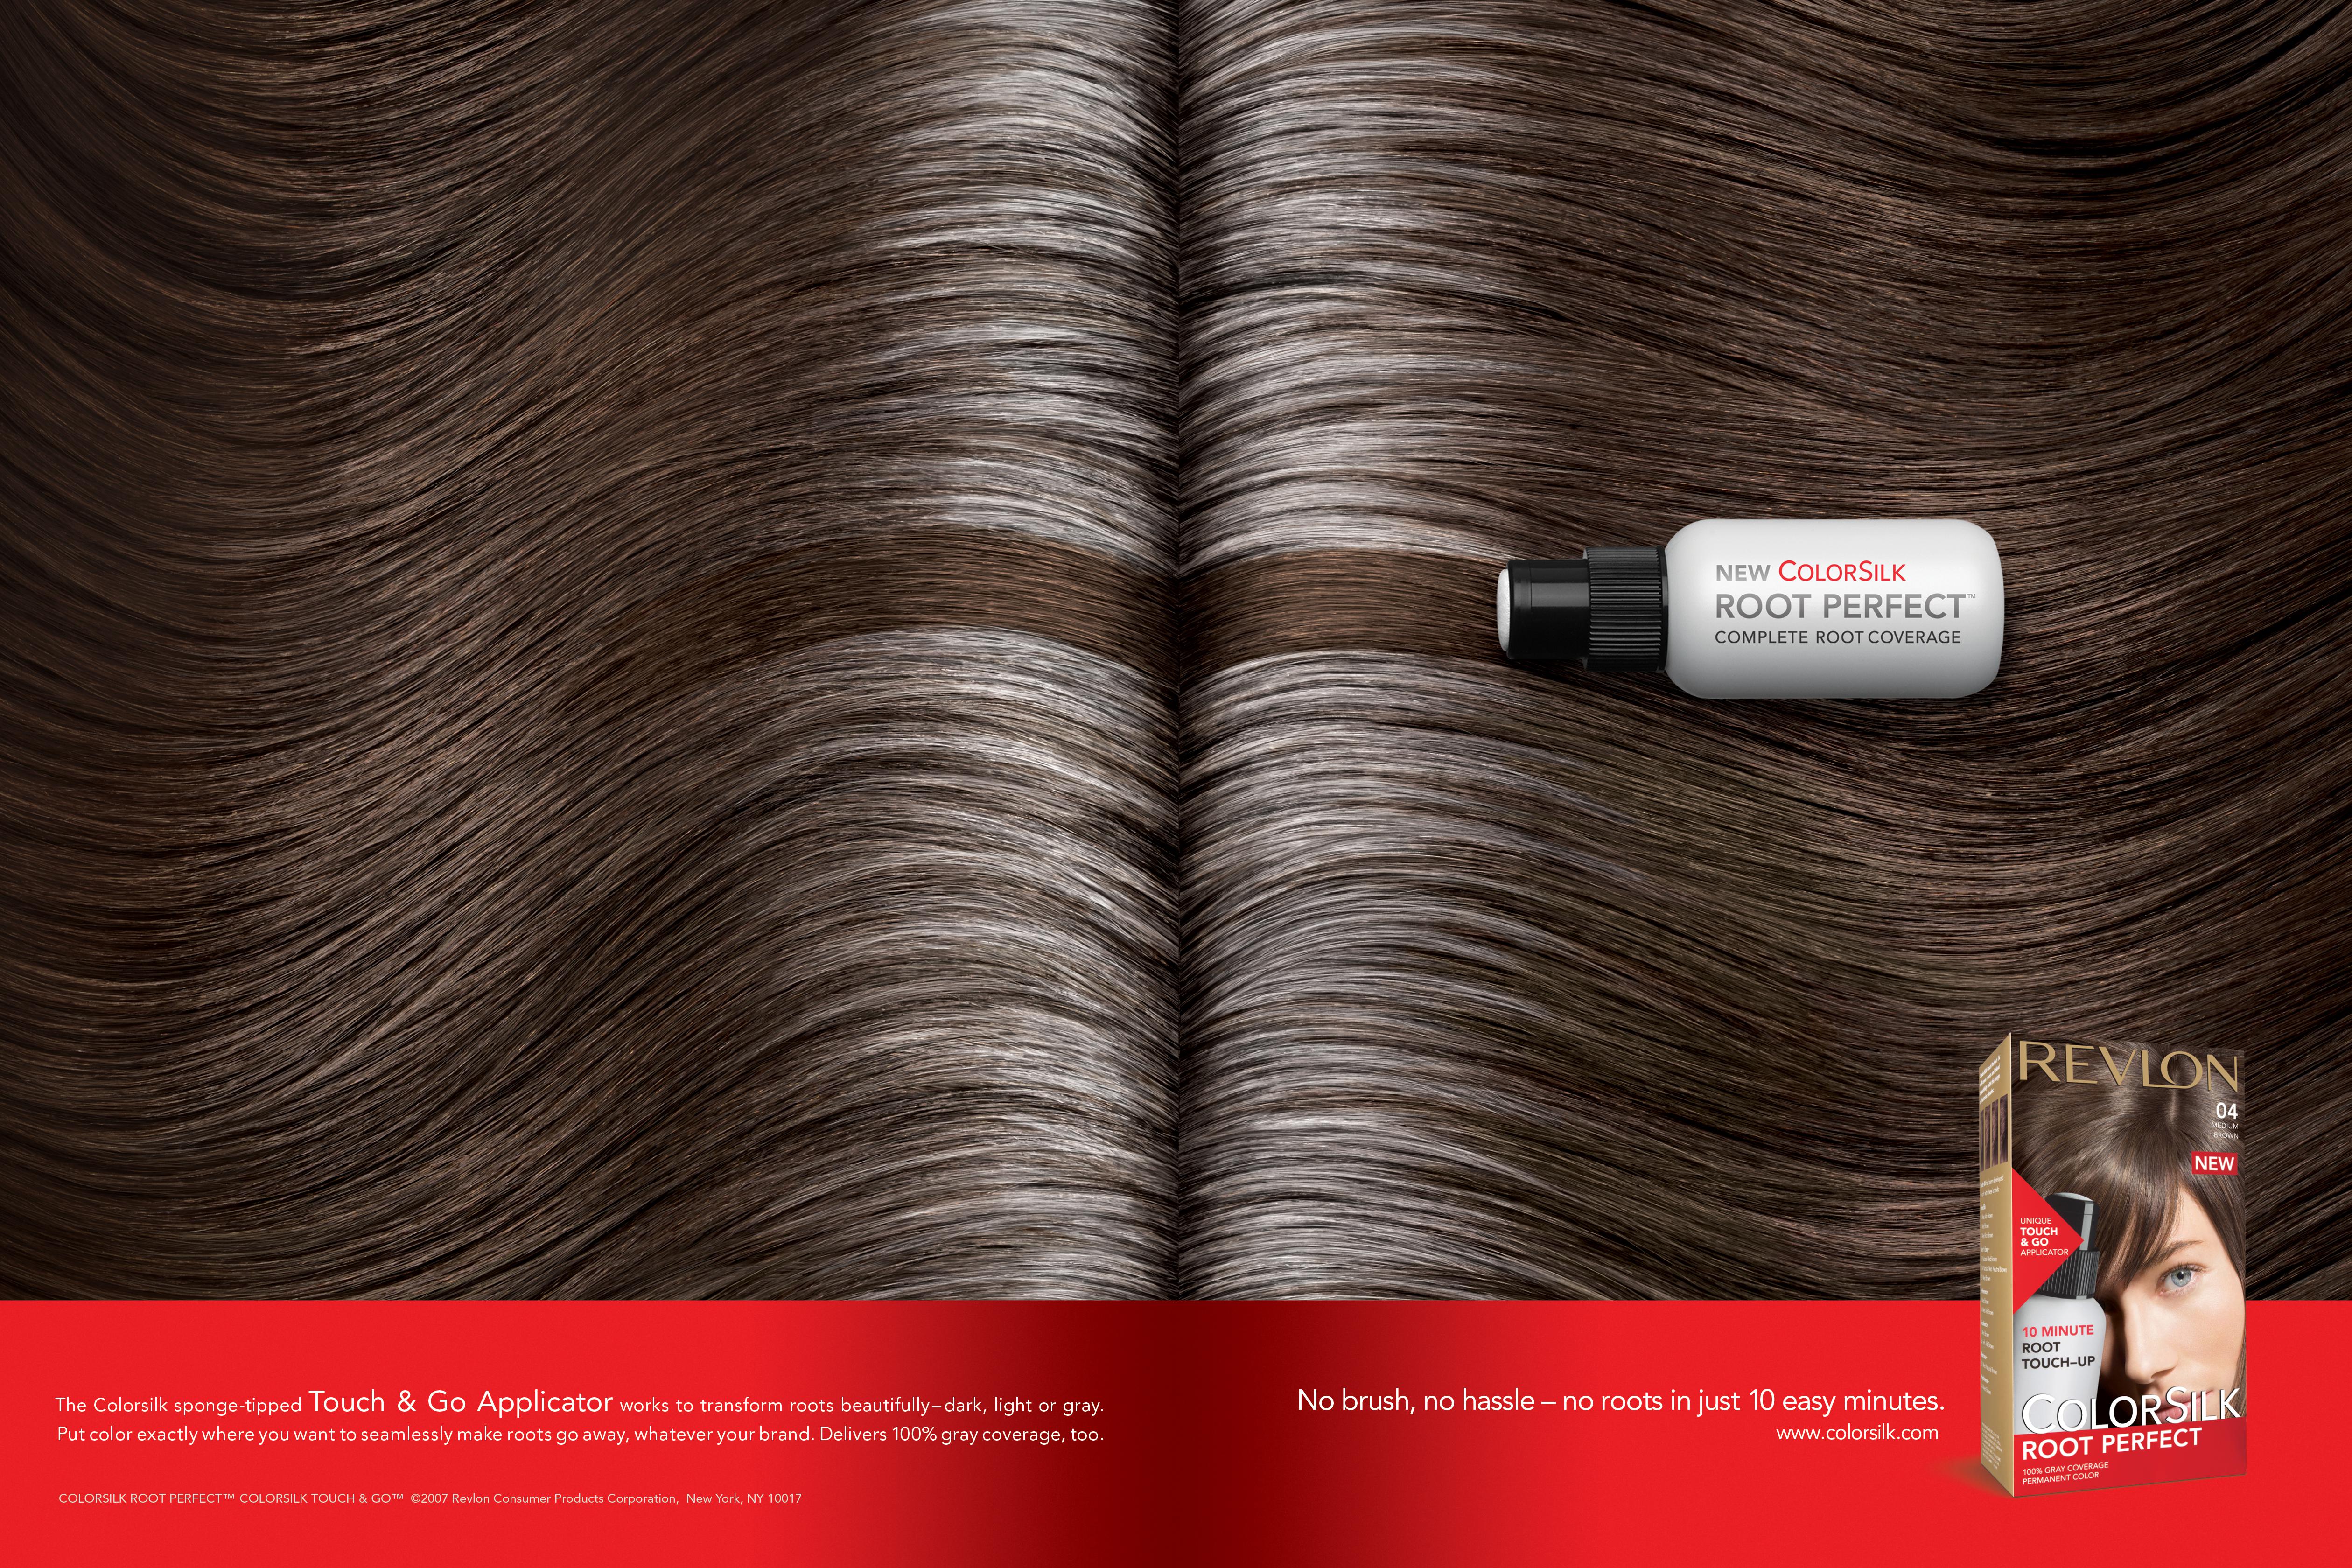 NEW COLORSILK
ROOT PERFECT™
COMPLETE ROOT COVERAGE
REVLON
04
MEDIUM
BROWN
NEW
UNIQUE
TOUCH
& GO
APPLICATOR
10 MINUTE
ROOT
TOUCH–UP
COLORSILK
ROOT PERFECT
100% GRAY COVERAGE
PERMANENT COLOR
The Colorsilk sponge-tipped Touch & Go Applicator works to transform roots beautifully–dark, light or gray.
Put color exactly where you want to seamlessly make roots go away, whatever your brand. Delivers 100% gray coverage, too.
COLORSILK ROOT PERFECT™ COLORSILK TOUCH & GO™ ©2007 Revlon Consumer Products Corporation, New York, NY 10017
No brush, no hassle – no roots in just 10 easy minutes.
www.colorsilk.com